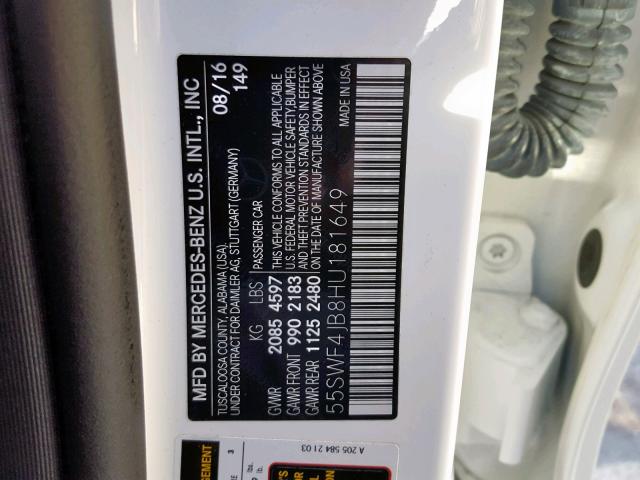 MFD BY MERCEDES-BENZ U.S. INTL., INC
TUSCALOOSA COUNTY, ALABAMA (USA),
UNDER CONTRACT FOR DAIMLER AG, STUTTGART (GERMANY)
08/16
149
PASSENGER CAR
KG LBS
GVWR 2085 4597
GAWR FRONT 990 2183
GAWR REAR 1125 2480
THIS VEHICLE CONFORMS TO ALL APPLICABLE
U.S. FEDERAL MOTOR VEHICLE SAFETY, BUMPER
AND THEFT PREVENTION STANDARDS IN EFFECT
ON THE DATE OF MANUFACTURE SHOWN ABOVE
55SWF4JB8HU181649
MADE IN USA
A 205 584 21 03
3
lbs.
lb.